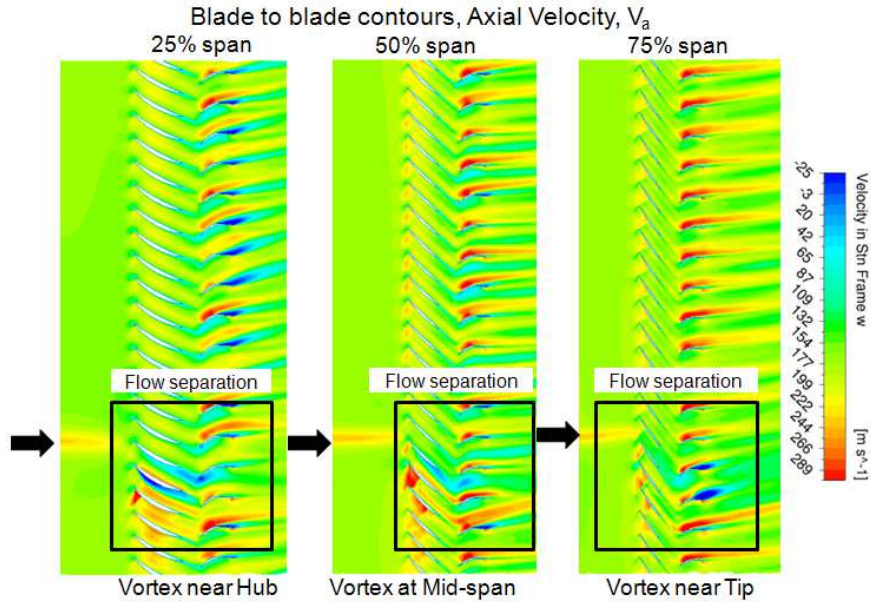 Blade to blade contours, Axial Velocity, Va
25% span
50% span
75% span
Flow separation
Flow separation
Flow separation
Vortex near Hub
Vortex at Mid-span
Vortex near Tip
-25
-3
20
42
65
87
109
132
154
177
199
222
244
266
289
Velocity in Stn Frame w
[m s^-1]